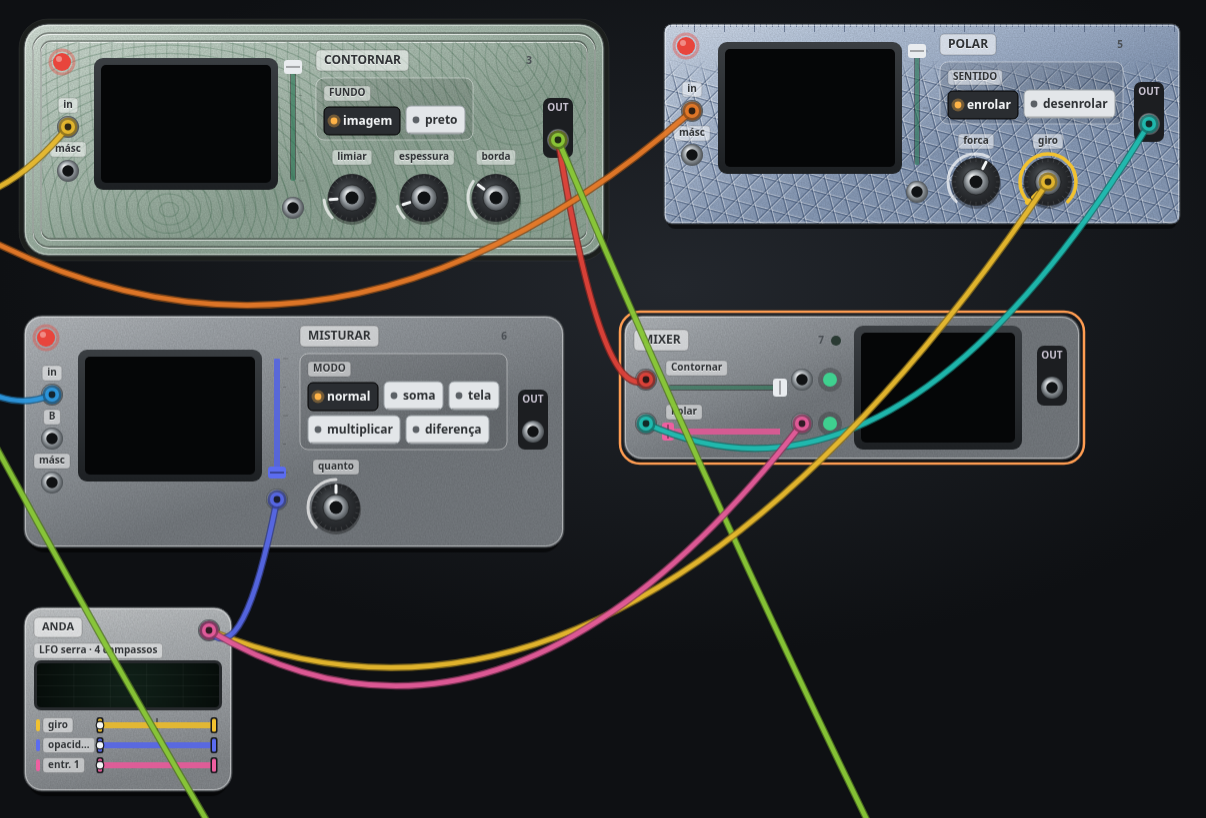 CONTORNAR
3
in
másc
FUNDO
imagem
preto
limiar
espessura
borda
OUT
POLAR
5
in
másc
SENTIDO
enrolar
desenrolar
forca
giro
OUT
MISTURAR
6
in
B
másc
MODO
normal
soma
tela
multiplicar
diferença
quanto
OUT
MIXER
7
Contornar
Polar
OUT
ANDA
LFO serra · 4 compassos
giro
opacid...
entr. 1